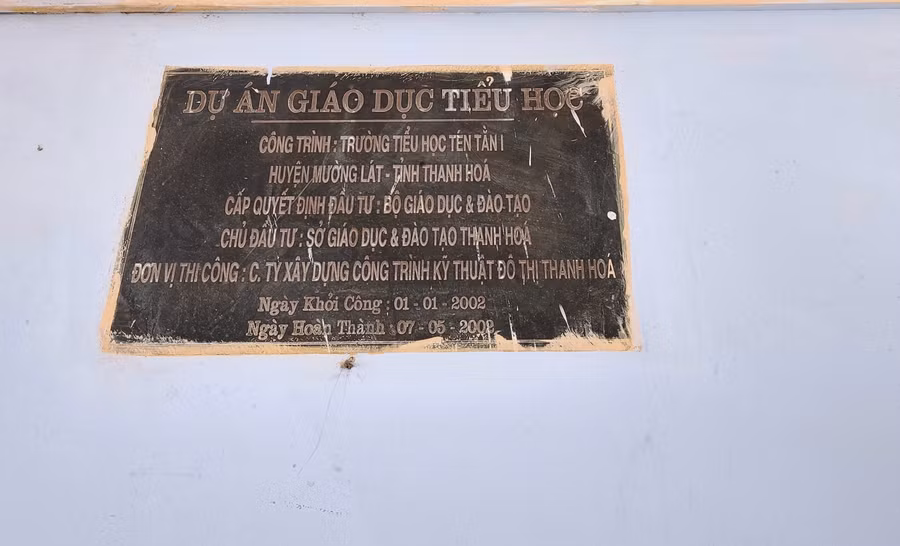 DỰ ÁN GIÁO DỤC TIỂU HỌC
CÔNG TRÌNH : TRƯỜNG TIỂU HỌC TÉN TẰN I
HUYỆN MƯỜNG LÁT - TỈNH THANH HOÁ
CẤP QUYẾT ĐỊNH ĐẦU TƯ : BỘ GIÁO DỤC & ĐÀO TẠO
CHỦ ĐẦU TƯ : SỞ GIÁO DỤC & ĐÀO TẠO THANH HOÁ
ĐƠN VỊ THI CÔNG : C. TY XÂY DỰNG CÔNG TRÌNH KỸ THUẬT ĐÔ THỊ THANH HOÁ
Ngày Khởi Công : 01 - 01 - 2002
Ngày Hoàn Thành : 07 - 05 - 2002